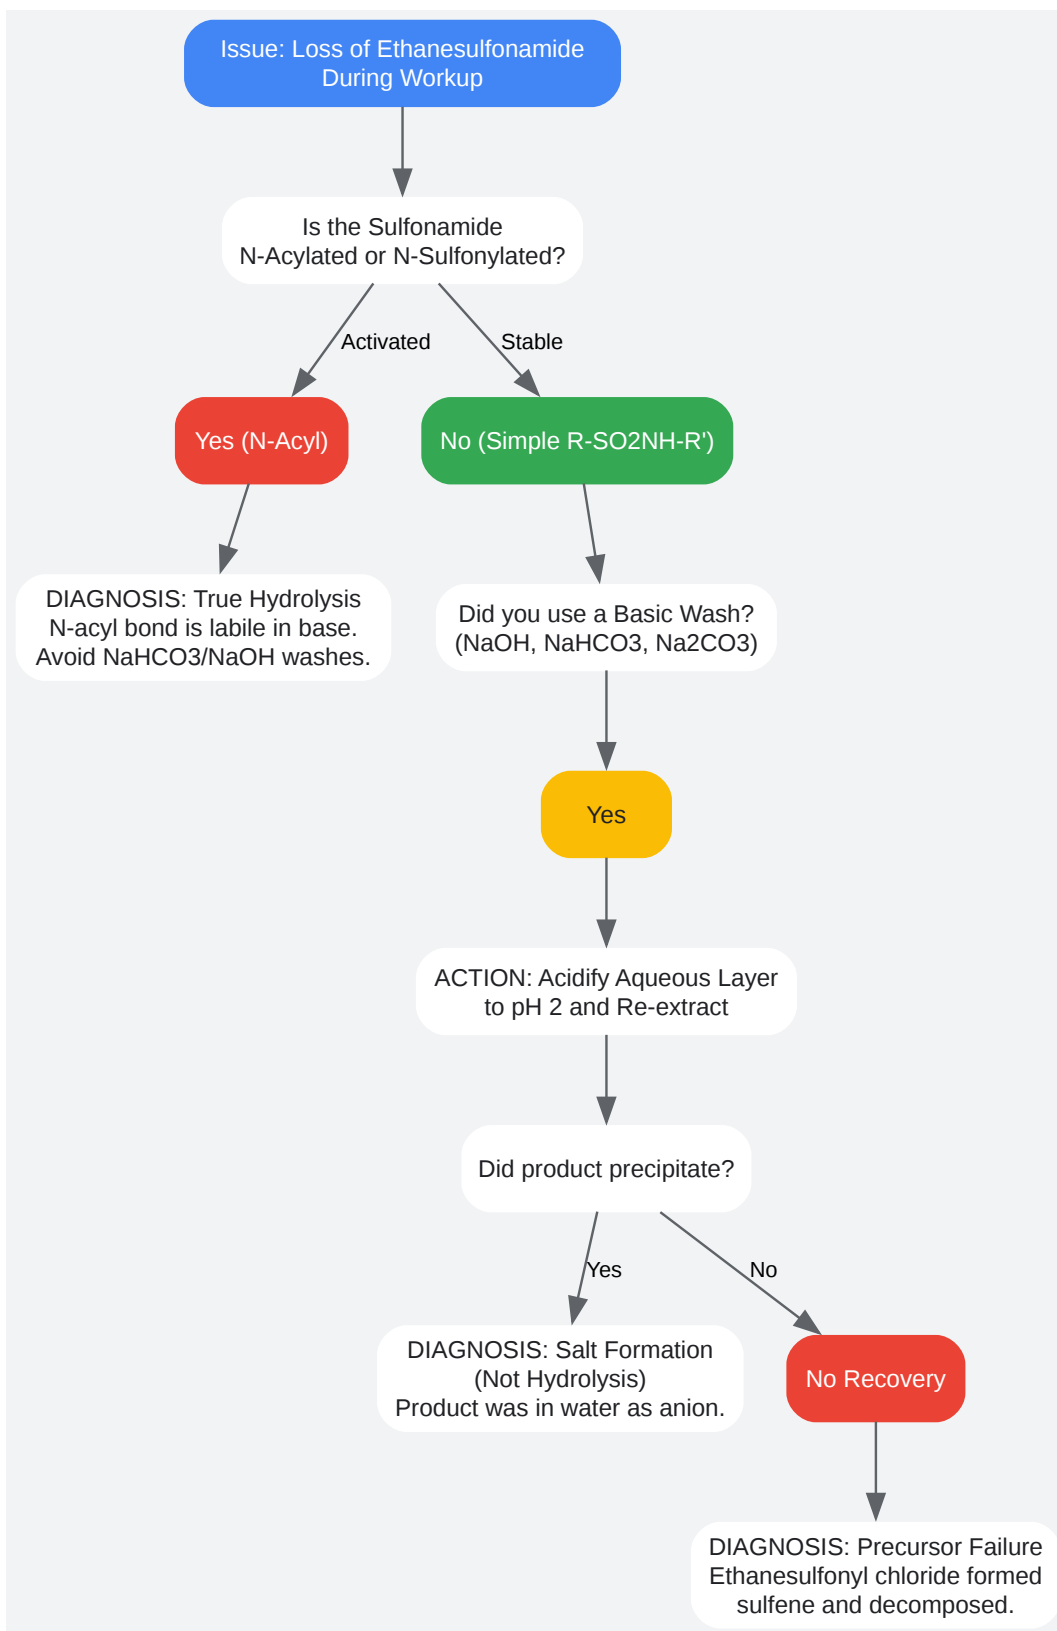 Issue: Loss of Ethanesulfonamide
During Workup
Is the Sulfonamide
N-Acylated or N-Sulfonylated?
Activated
Stable
Yes (N-Acyl)
No (Simple R-SO2NH-R')
DIAGNOSIS: True Hydrolysis
N-acyl bond is labile in base.
Avoid NaHCO3/NaOH washes.
Did you use a Basic Wash?
(NaOH, NaHCO3, Na2CO3)
Yes
ACTION: Acidify Aqueous Layer
to pH 2 and Re-extract
Did product precipitate?
Yes
No
DIAGNOSIS: Salt Formation
(Not Hydrolysis)
Product was in water as anion.
No Recovery
DIAGNOSIS: Precursor Failure
Ethanesulfonyl chloride formed
sulfene and decomposed.